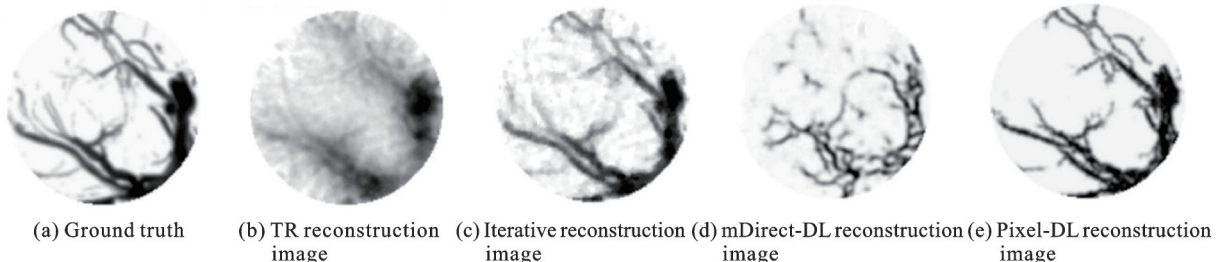 (a) Ground truth
(b) TR reconstruction
image
(c) Iterative reconstruction
image
(d) mDirect-DL reconstruction
image
(e) Pixel-DL reconstruction
image